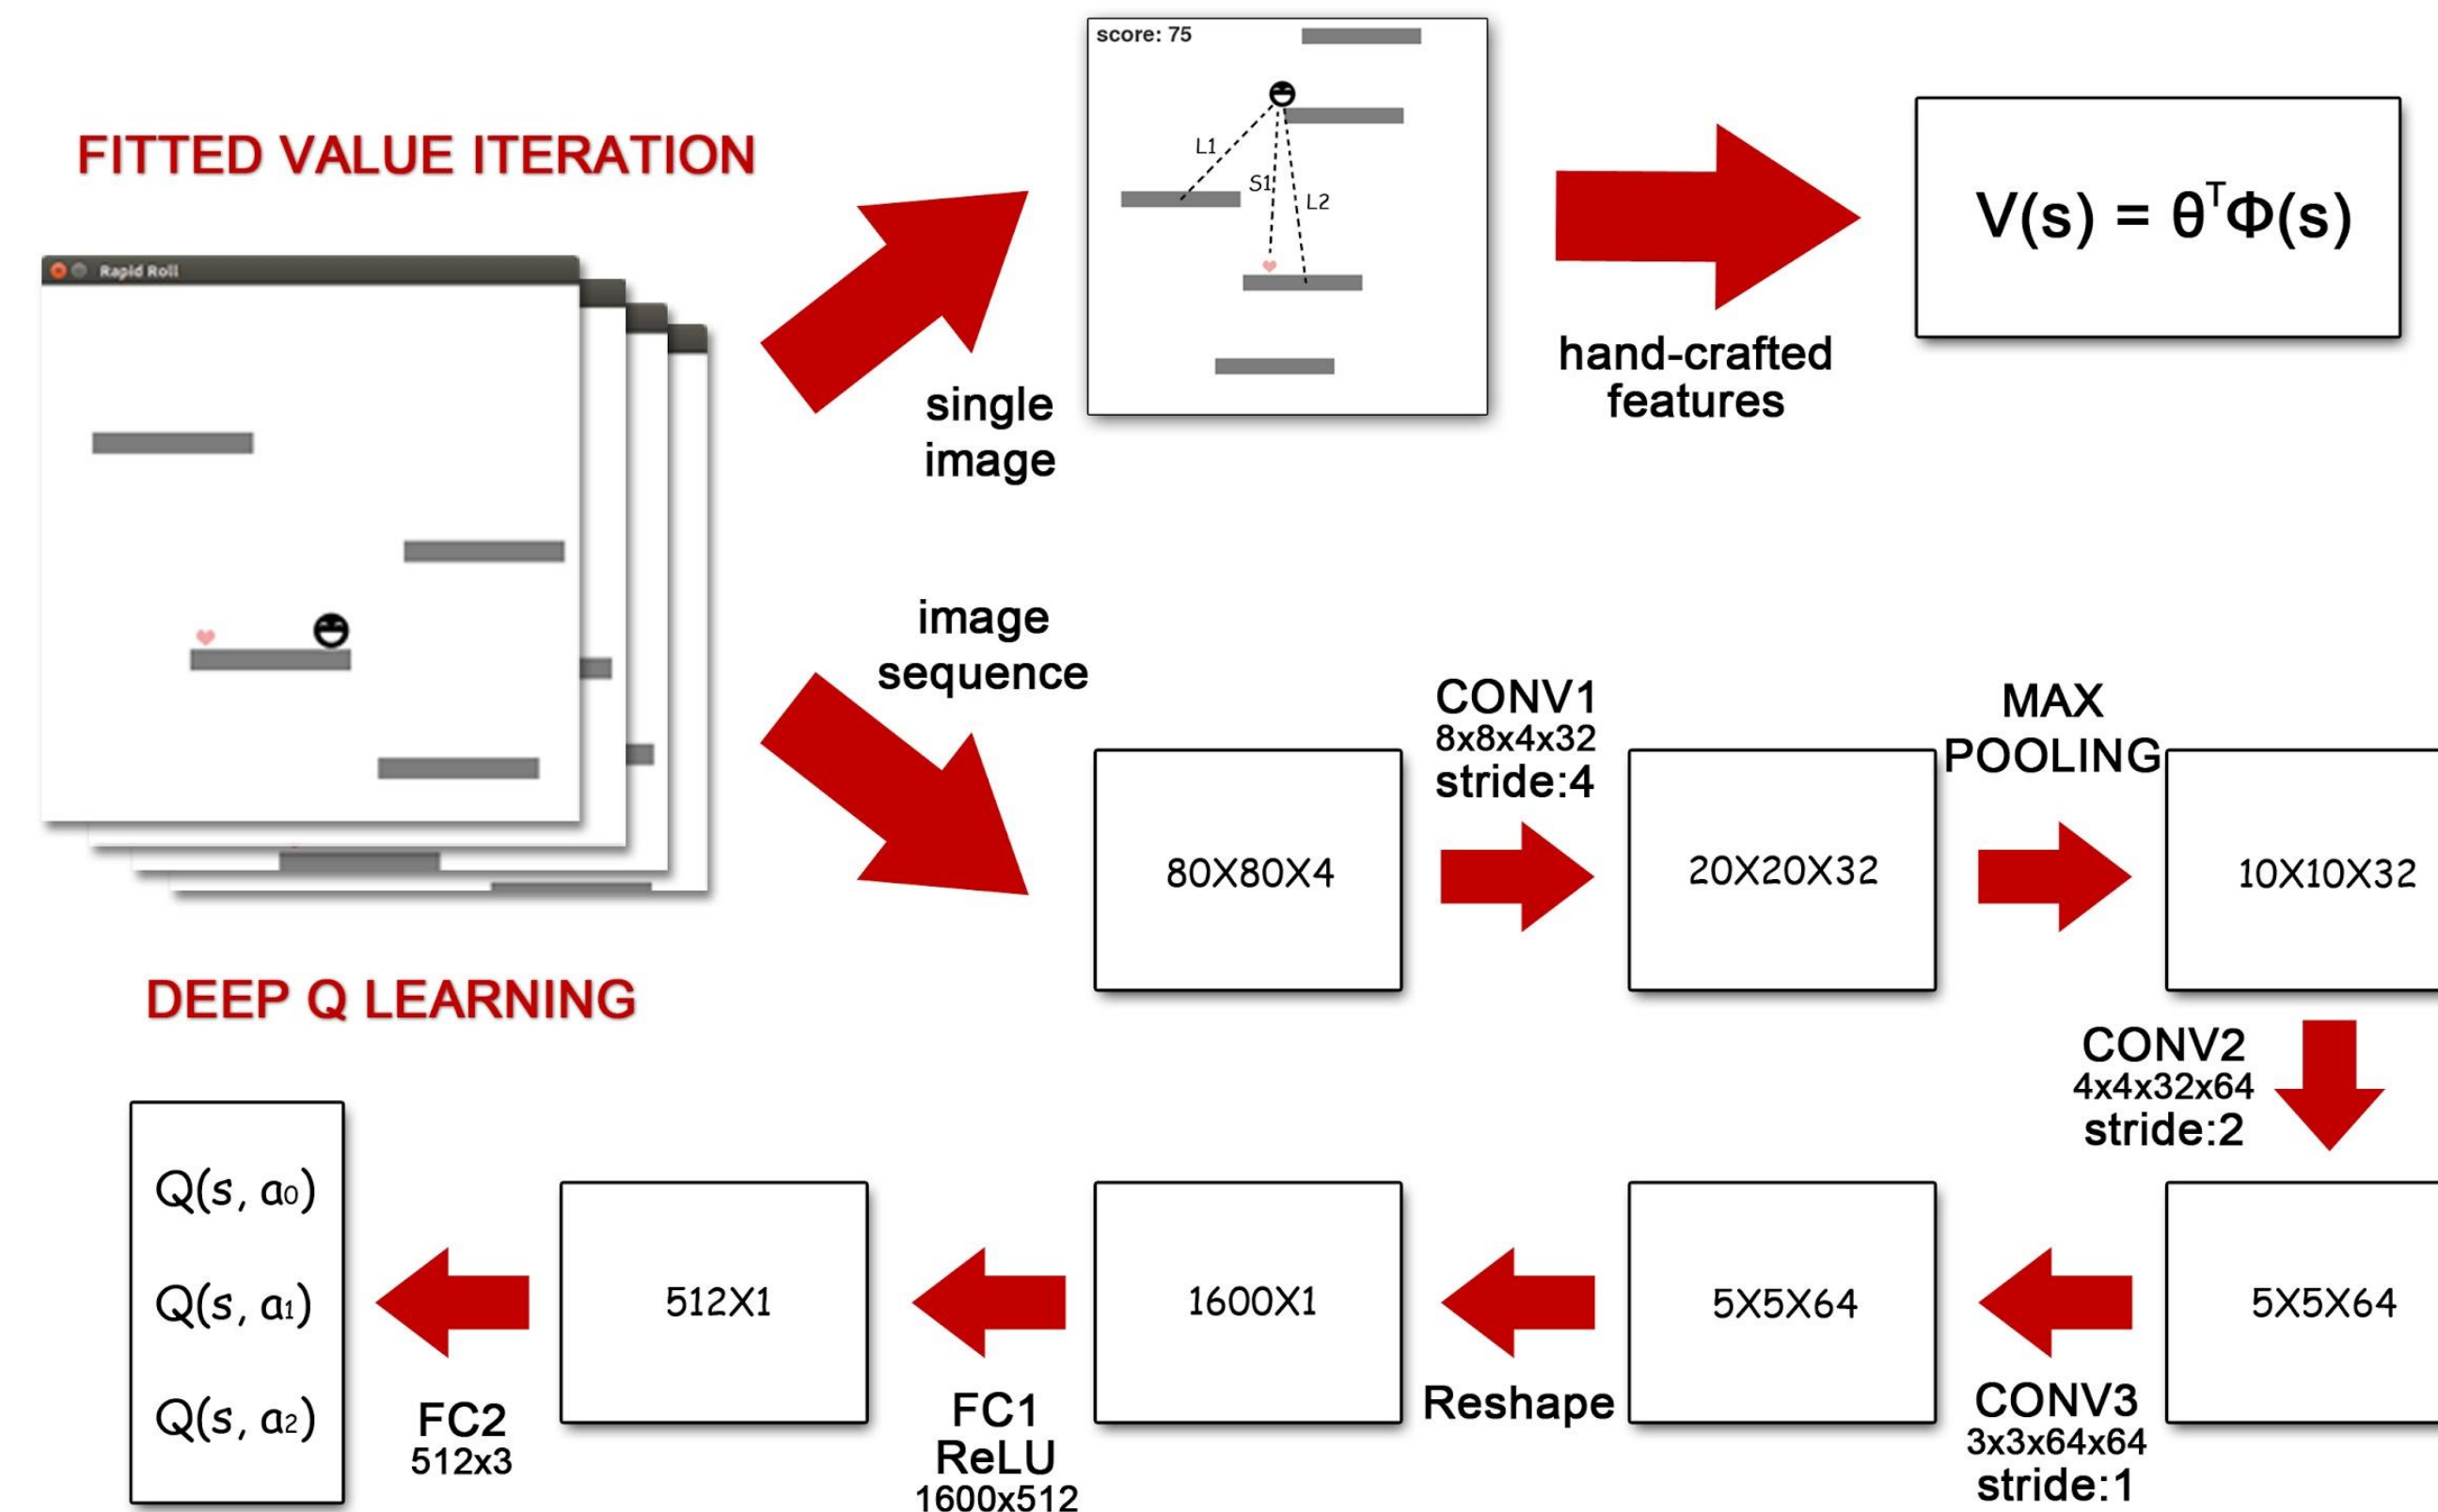 score: 75
FITTED VALUE ITERATION
L1
S1
L2
V(s) = θᵀΦ(s)
Rapid Roll
hand-crafted
features
single
image
image
sequence
CONV1
8x8x4x32
stride:4
MAX
POOLING
80X80X4
20X20X32
10X10X32
DEEP Q LEARNING
CONV2
4x4x32x64
stride:2
Q(s, a₀)
Q(s, a₁)
Q(s, a₂)
512X1
1600X1
5X5X64
5X5X64
FC2
512x3
FC1
ReLU
1600x512
Reshape
CONV3
3x3x64x64
stride:1